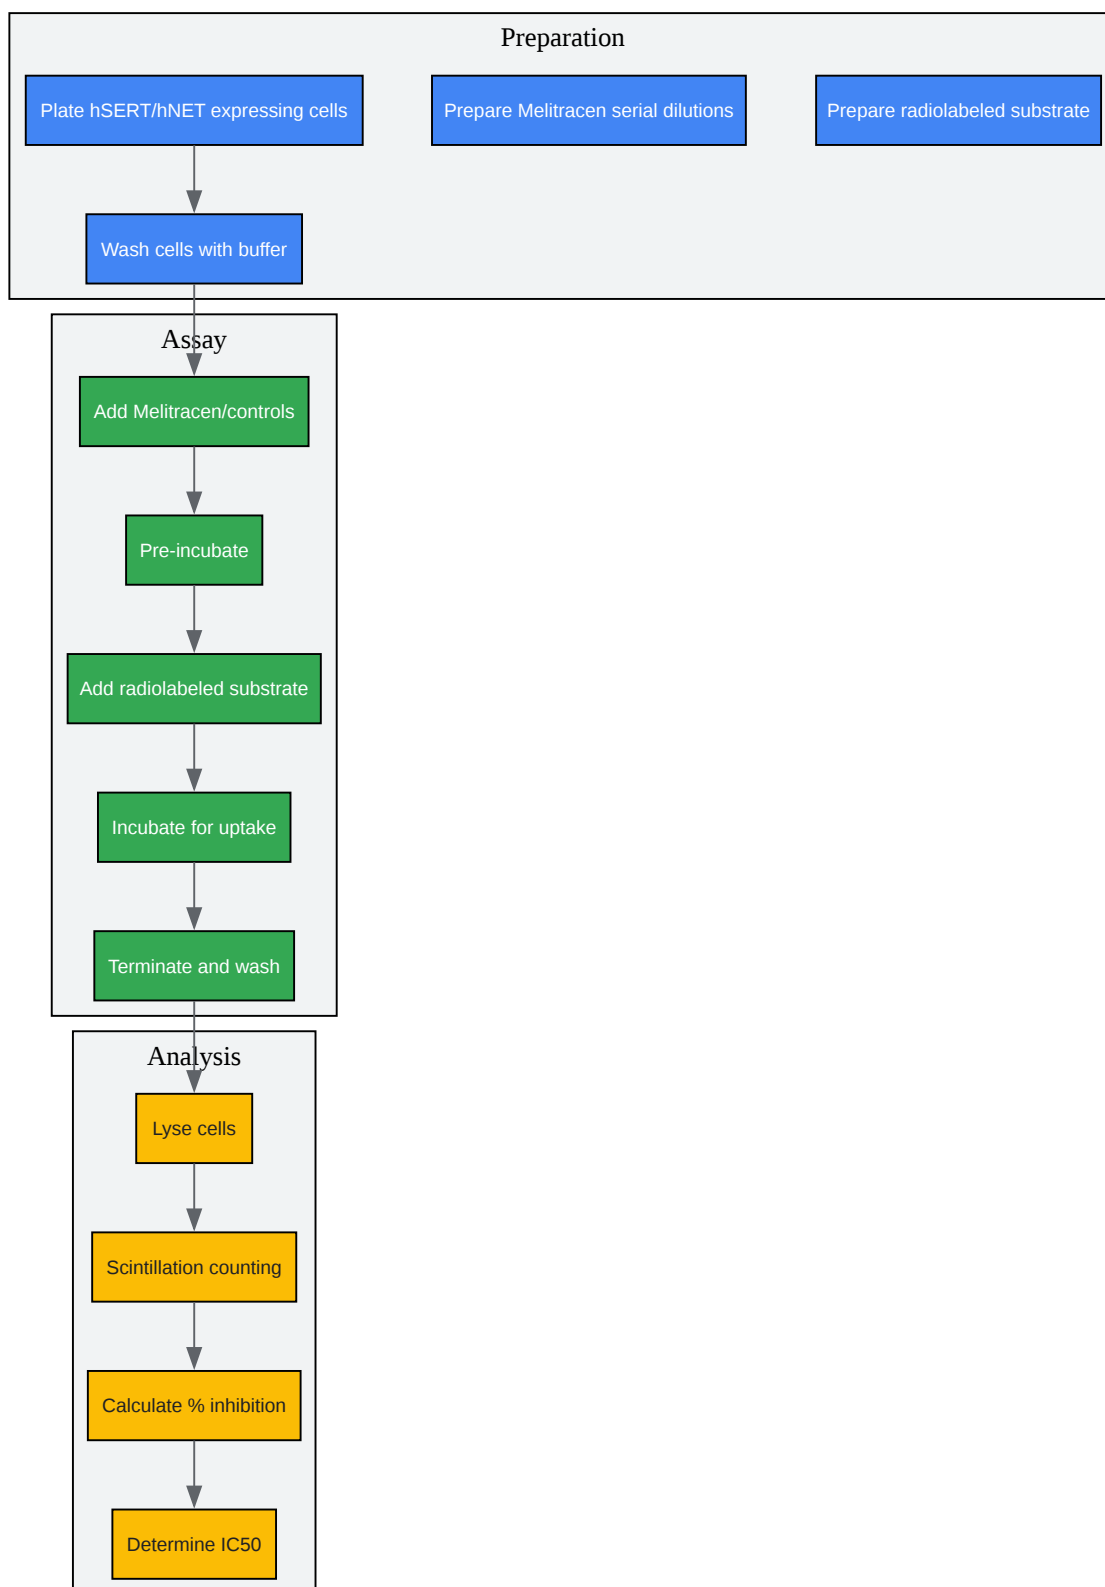 Preparation
Plate hSERT/hNET expressing cells
Prepare Melitracen serial dilutions
Prepare radiolabeled substrate
Wash cells with buffer
Assay
Add Melitracen/controls
Pre-incubate
Add radiolabeled substrate
Incubate for uptake
Terminate and wash
Analysis
Lyse cells
Scintillation counting
Calculate % inhibition
Determine IC50